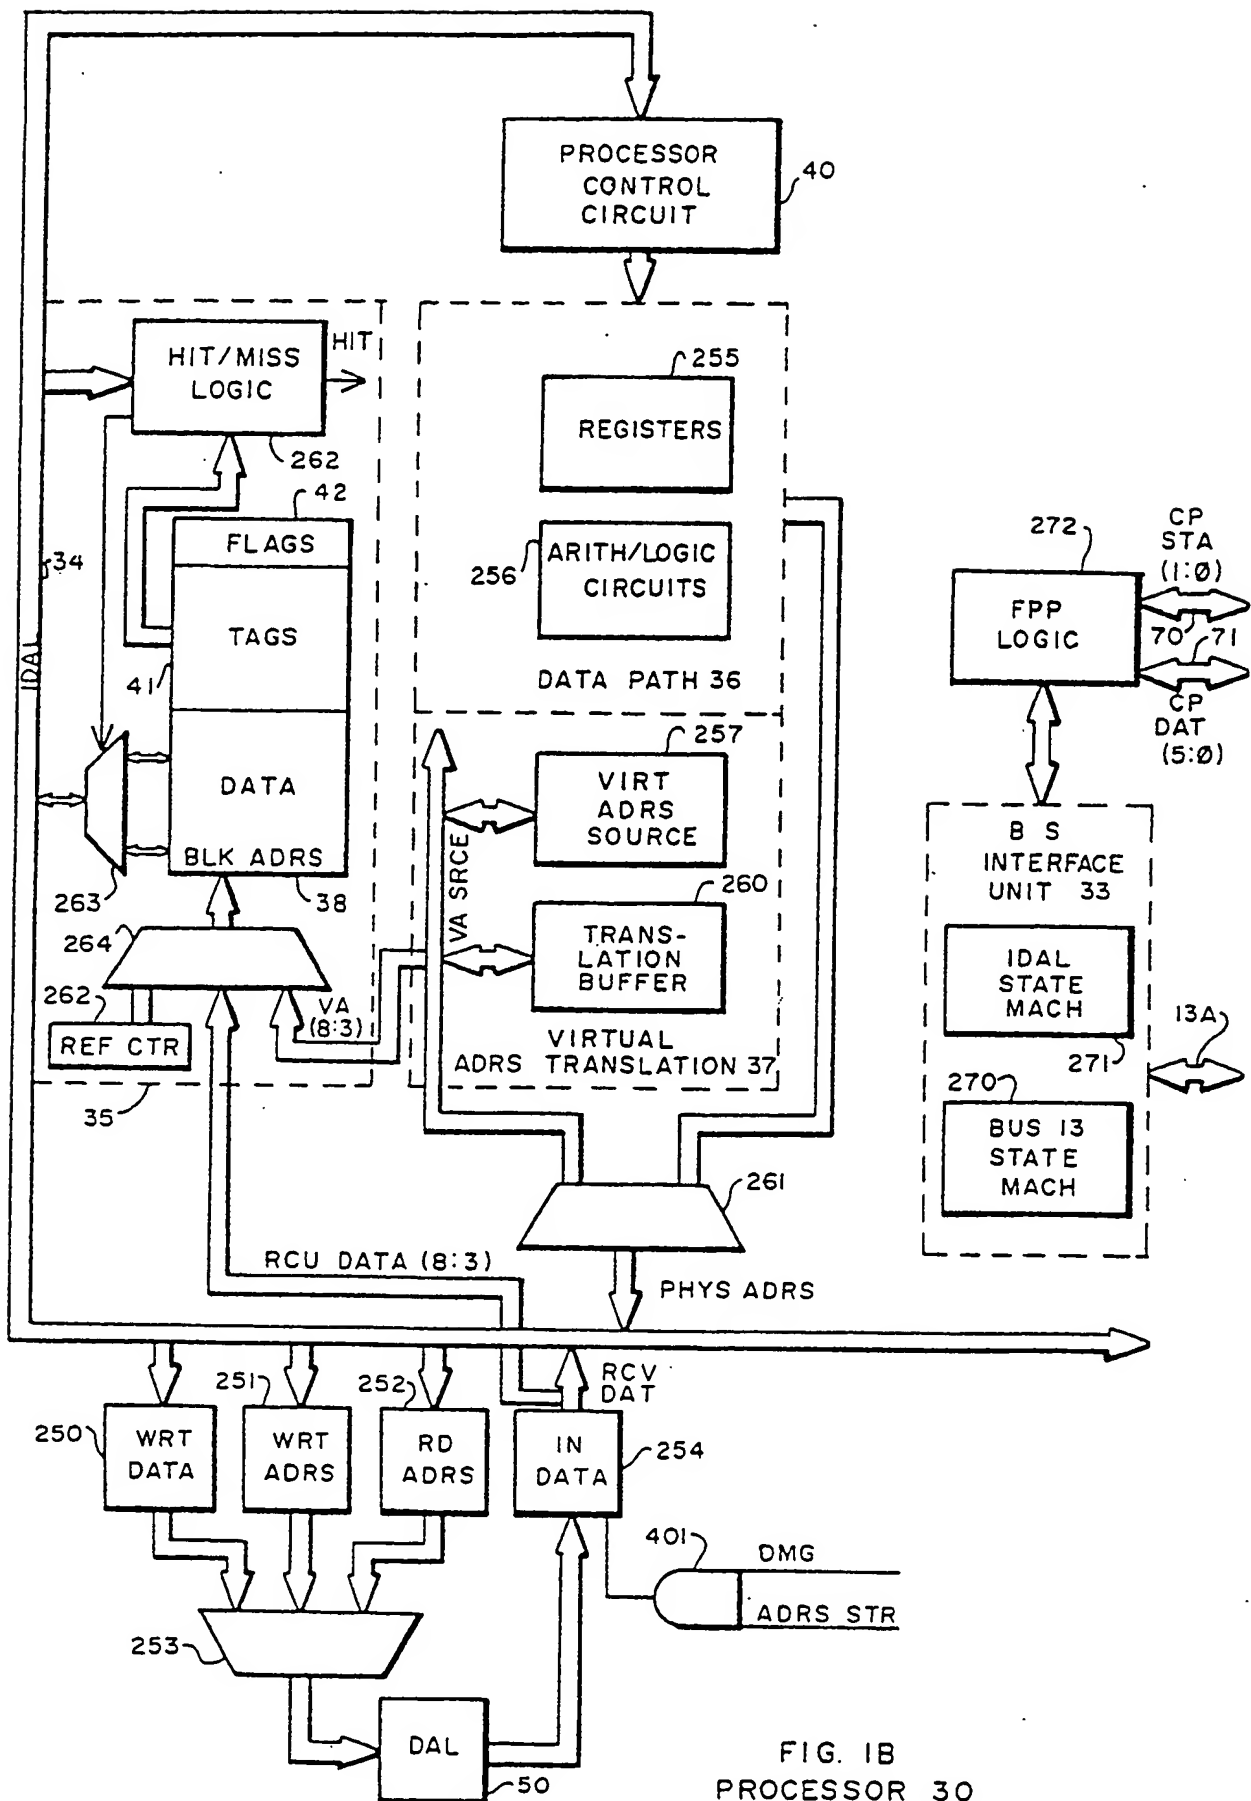 PROCESSOR
CONTROL
CIRCUIT
40
HIT/MISS
LOGIC
HIT
262
42
FLAGS
34
TAGS
41
IDAL
DATA
BLK ADRS
263
38
264
262
REF CTR
VA
(8:3)
35
255
REGISTERS
256
ARITH/LOGIC
CIRCUITS
DATA PATH 36
257
VIRT
ADRS
SOURCE
VA SRCE
260
TRANS-
LATION
BUFFER
VIRTUAL
ADRS TRANSLATION 37
272
FPP
LOGIC
CP
STA
(1:0)
70
71
CP
DAT
(5:0)
B S
INTERFACE
UNIT 33
IDAL
STATE
MACH
271
13A
270
BUS 13
STATE
MACH
261
RCU DATA (8:3)
PHYS ADRS
RCV
DAT
250
WRT
DATA
251
WRT
ADRS
252
RD
ADRS
IN
DATA
254
401
DMG
ADRS STR
253
DAL
50
FIG. 1B
PROCESSOR 30